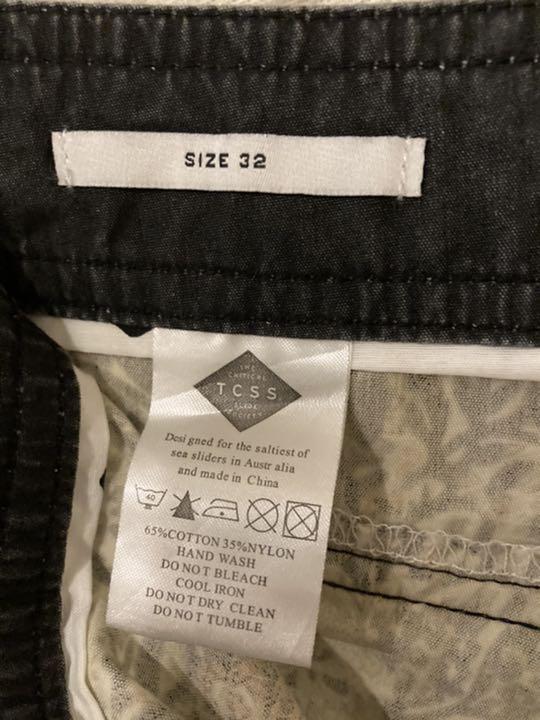 SIZE 32
THE
CRITICAL
TCSS
SLIDE
SOCIETY
Designed for the saltiest of
sea sliders in Australia
and made in China
40
65%COTTON 35%NYLON
HAND WASH
DO NOT BLEACH
COOL IRON
DO NOT DRY CLEAN
DO NOT TUMBLE